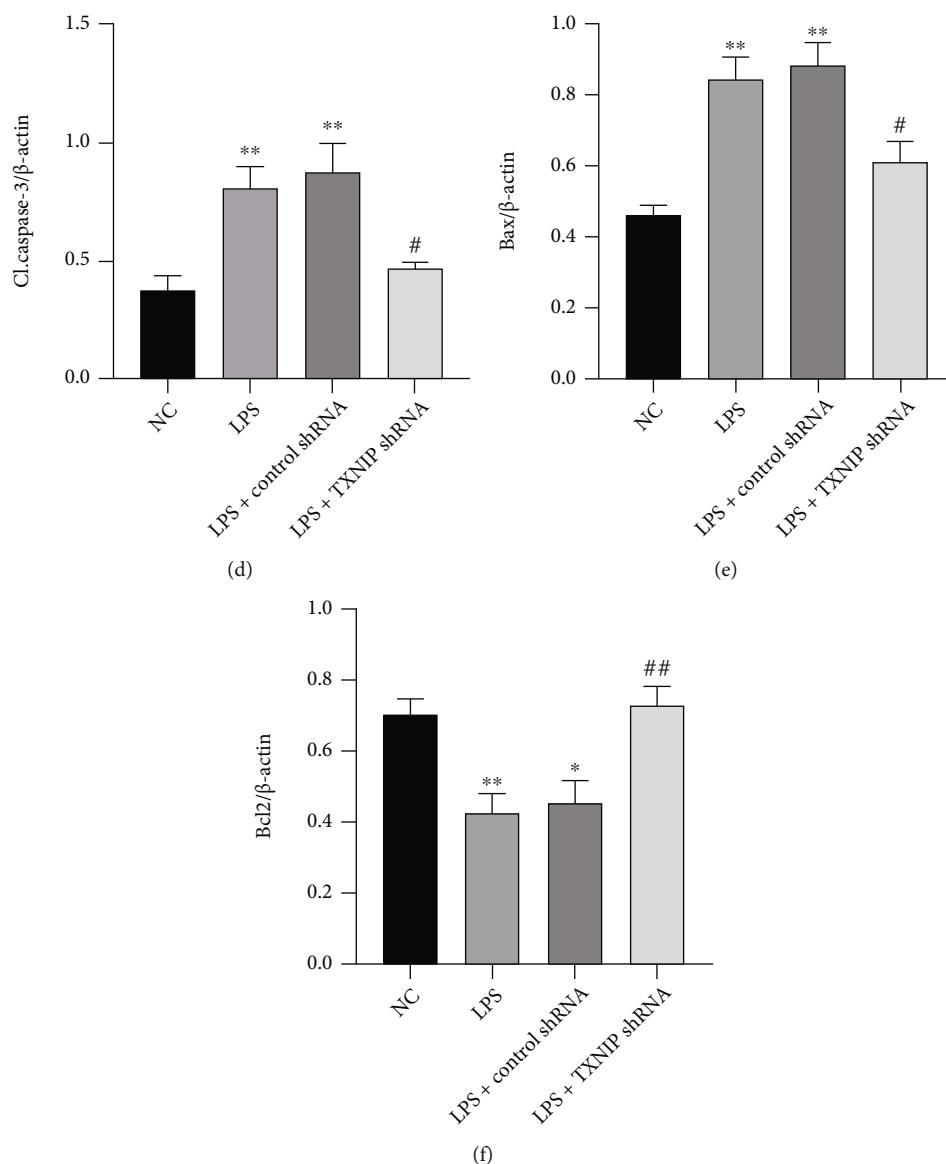 1.5
1.0
0.5
0.0
Cl.caspase-3/β-actin
**
**
#
NC
LPS
LPS + control shRNA
LPS + TXNIP shRNA
(d)
1.0
0.8
0.6
0.4
0.2
0.0
Bax/β-actin
**
**
#
NC
LPS
LPS + control shRNA
LPS + TXNIP shRNA
(e)
1.0
0.8
0.6
0.4
0.2
0.0
Bcl2/β-actin
**
*
##
NC
LPS
LPS + control shRNA
LPS + TXNIP shRNA
(f)